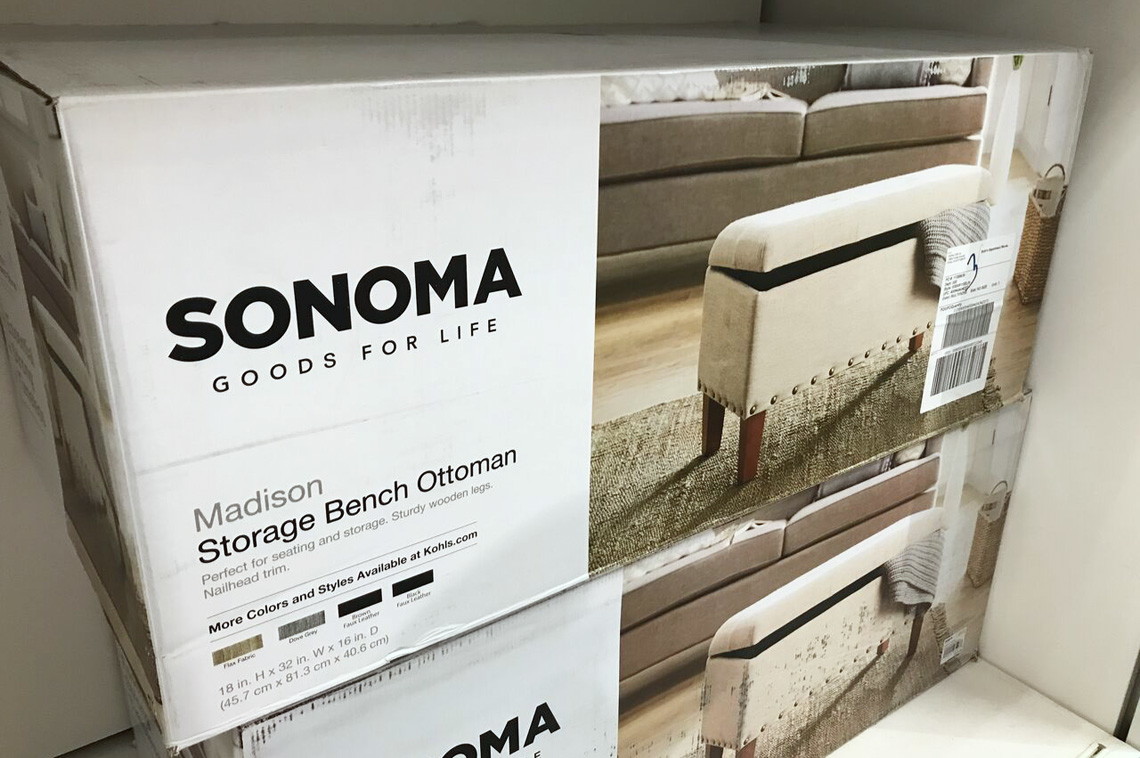 SONOMA
GOODS FOR LIFE
Madison
Storage Bench Ottoman
Perfect for seating and storage. Sturdy wooden legs.
Nailhead trim.
More Colors and Styles Available at Kohls.com
Flax Fabric
Dove Grey
Brown
Faux Leather
Black
Faux Leather
18 in. H x 32 in. W x 16 in. D
(45.7 cm x 81.3 cm x 40.6 cm)
3
OMA